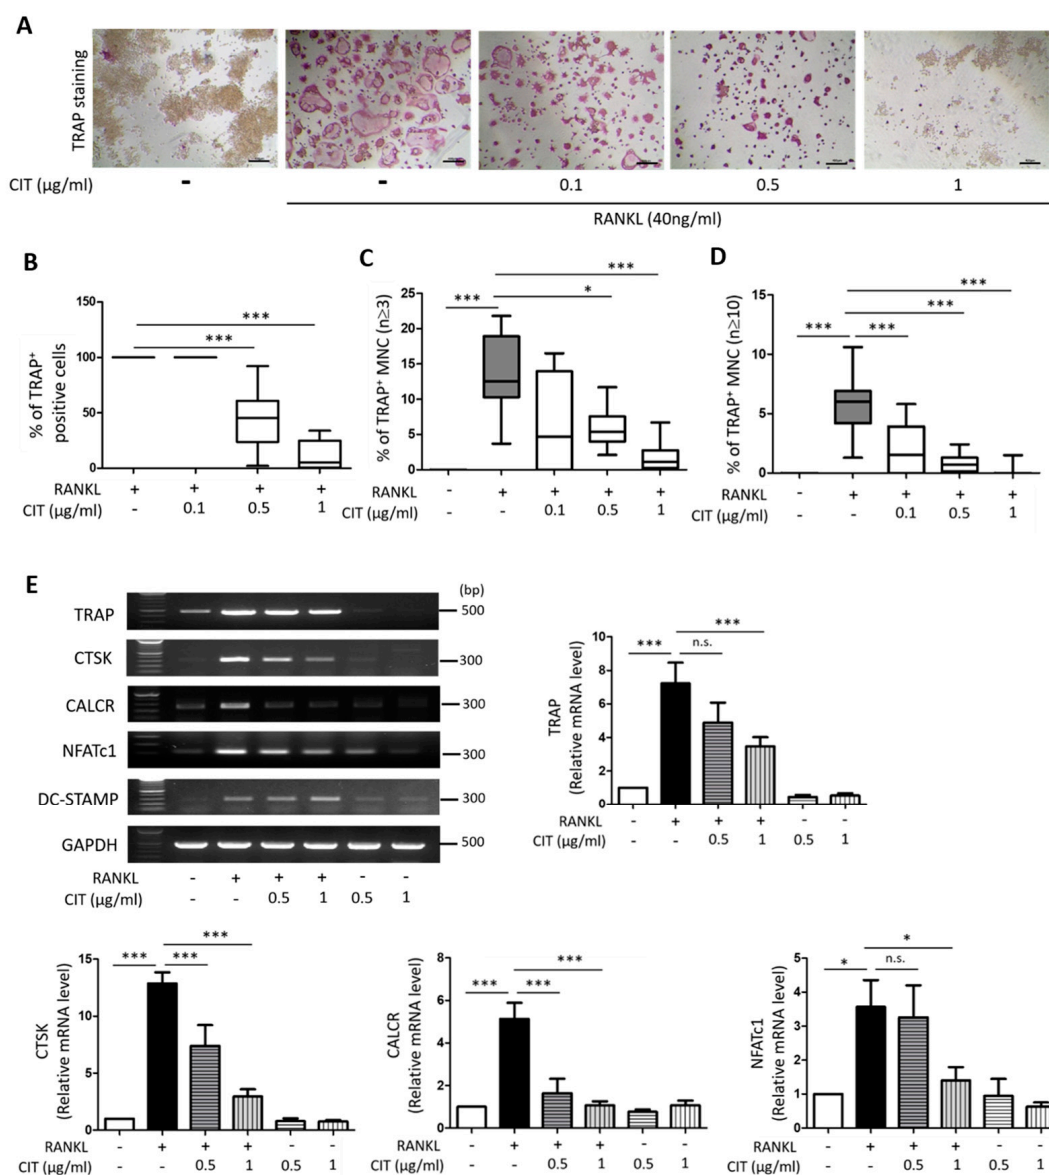 A
TRAP staining
CIT (µg/ml) - - 0.1 0.5 1
RANKL (40ng/ml)
B
% of TRAP⁺
positive cells
100
50
0
***
***
RANKL + + + +
CIT (µg/ml) - 0.1 0.5 1
C
% of TRAP⁺ MNC (n≥3)
25
20
15
10
5
0
***
*
***
RANKL - + + + +
CIT (µg/ml) - - 0.1 0.5 1
D
% of TRAP⁺ MNC (n≥10)
15
10
5
0
***
***
*** ***
RANKL - + + + +
CIT (µg/ml) - - 0.1 0.5 1
E
(bp)
TRAP 500
CTSK 300
CALCR 300
NFATc1 300
DC-STAMP 300
GAPDH 500
RANKL - + + + - -
CIT (µg/ml) - - 0.5 1 0.5 1
TRAP
(Relative mRNA level)
10
8
6
4
2
0
***
*** n.s.
RANKL - + + + - -
CIT (µg/ml) - - 0.5 1 0.5 1
CTSK
(Relative mRNA level)
15
10
5
0
***
*** ***
RANKL - + + + - -
CIT (µg/ml) - - 0.5 1 0.5 1
CALCR
(Relative mRNA level)
8
6
4
2
0
***
*** ***
RANKL - + + + - -
CIT (µg/ml) - - 0.5 1 0.5 1
NFATc1
(Relative mRNA level)
5
4
3
2
1
0
*
* n.s.
RANKL - + + + - -
CIT (µg/ml) - - 0.5 1 0.5 1